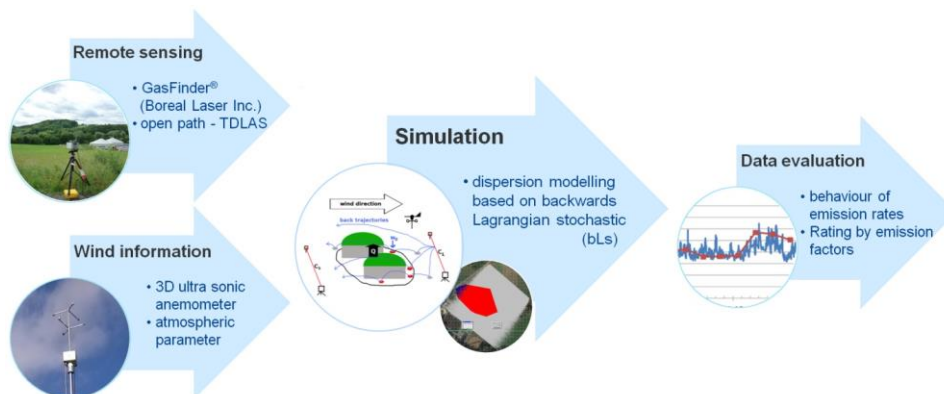 Remote sensing
• GasFinder®
(Boreal Laser Inc.)
• open path - TDLAS
Wind information
• 3D ultra sonic
anemometer
• atmospheric
parameter
Simulation
wind direction
back trajectories
• dispersion modelling
based on backwards
Lagrangian stochastic
(bLs)
Data evaluation
• behaviour of
emission rates
• Rating by emission
factors